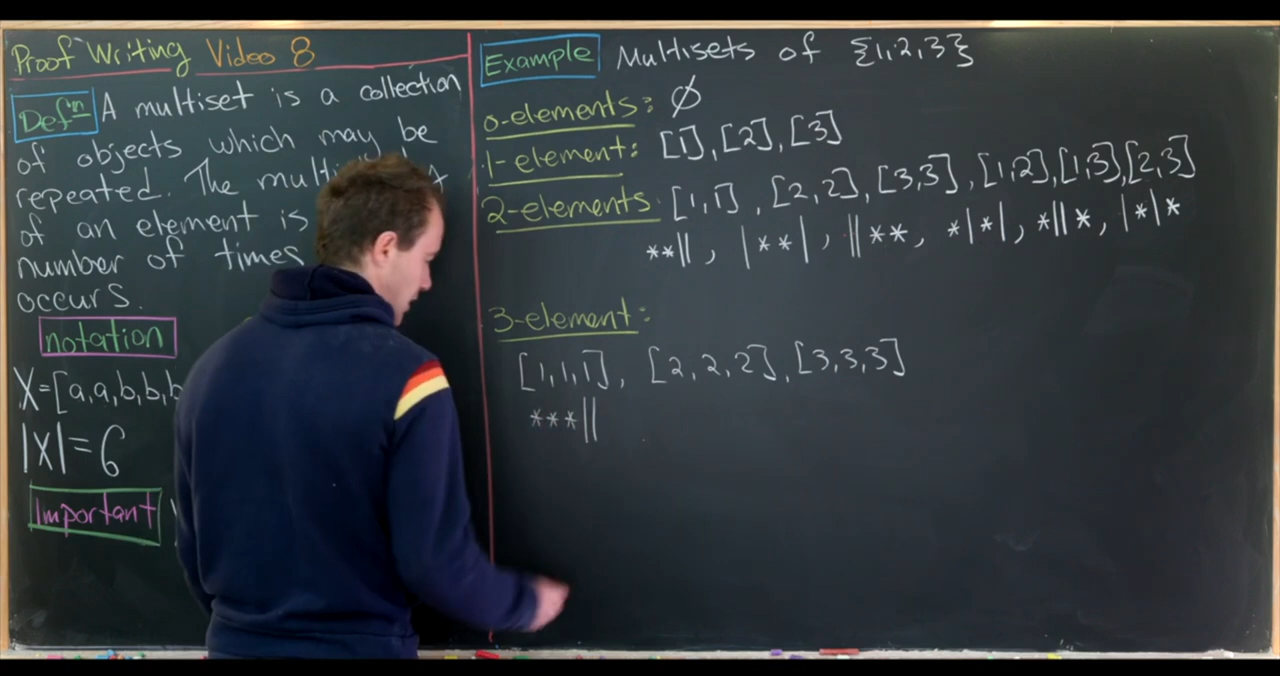 Proof Writing Video 8
Defn A multiset is a collection
of objects which may be
repeated. The
of an element is
number of times
occurs.
notation
X=[a,a,b,b,b
|X|=6
Important
Example Multisets of {1,2,3}
0-elements: ∅
1-element: [1],[2],[3]
2-elements: [1,1], [2,2],[3,3],[1,2],[1,3],[2,3]
**||, |**|, ||**, *|*|, *||*, |*|*
3-element:
[1,1,1], [2,2,2],[3,3,3]
***||